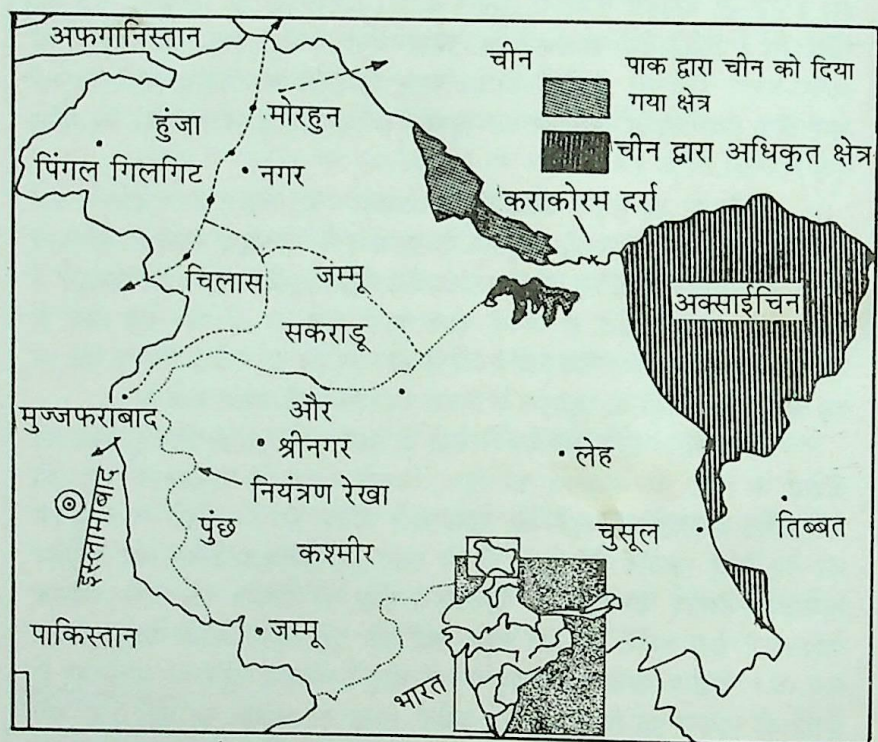 अफगानिस्तान
चीन
पाक द्वारा चीन को दिया
गया क्षेत्र
चीन द्वारा अधिकृत क्षेत्र
हुंजा
मोरहुन
पिंगल गिलगिट
नगर
कराकोरम दर्रा
चिलास
जम्मू
अक्साईचिन
सकराडू
मुज्जफराबाद
और
श्रीनगर
लेह
नियंत्रण रेखा
इस्लामाबाद
पुंछ
कश्मीर
चुसूल
तिब्बत
पाकिस्तान
जम्मू
भारत